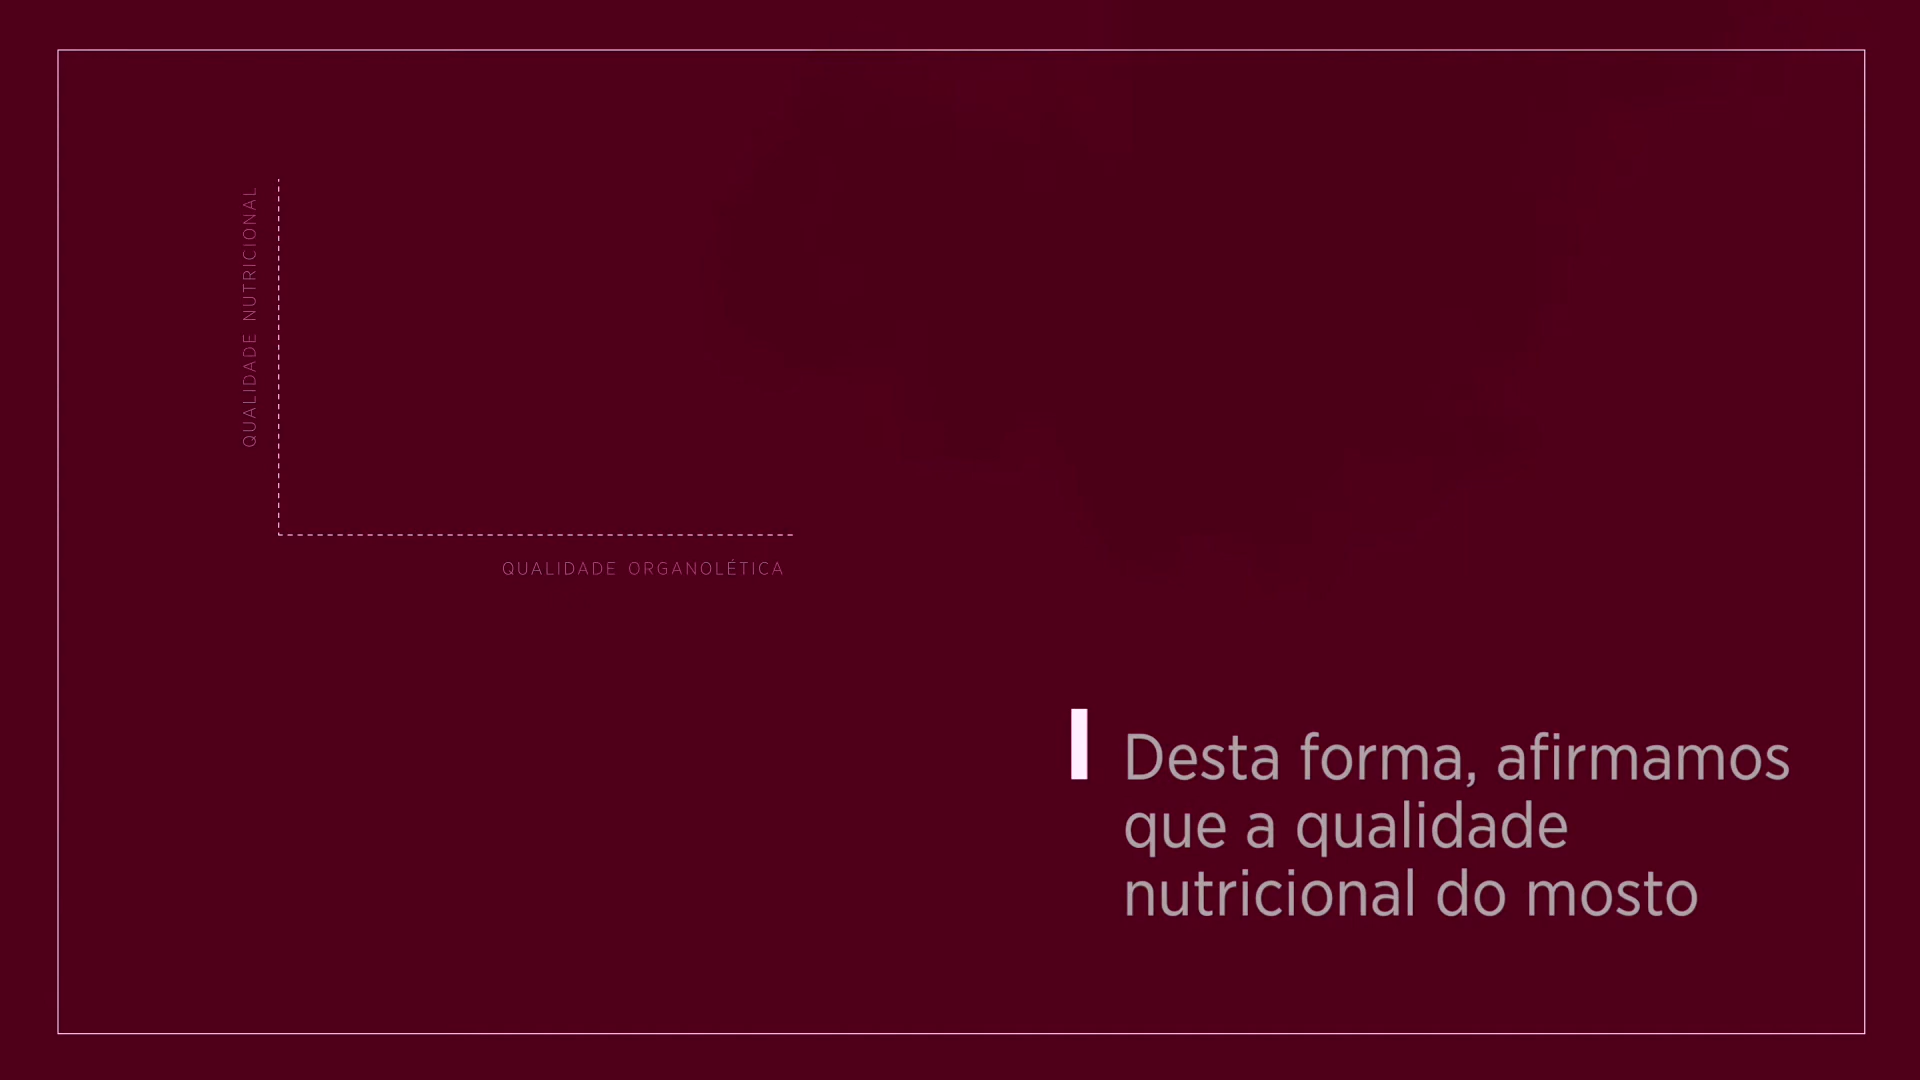 QUALIDADE NUTRICIONAL
QUALIDADE ORGANOLÉTICA
Desta forma, afirmamos
que a qualidade
nutricional do mosto